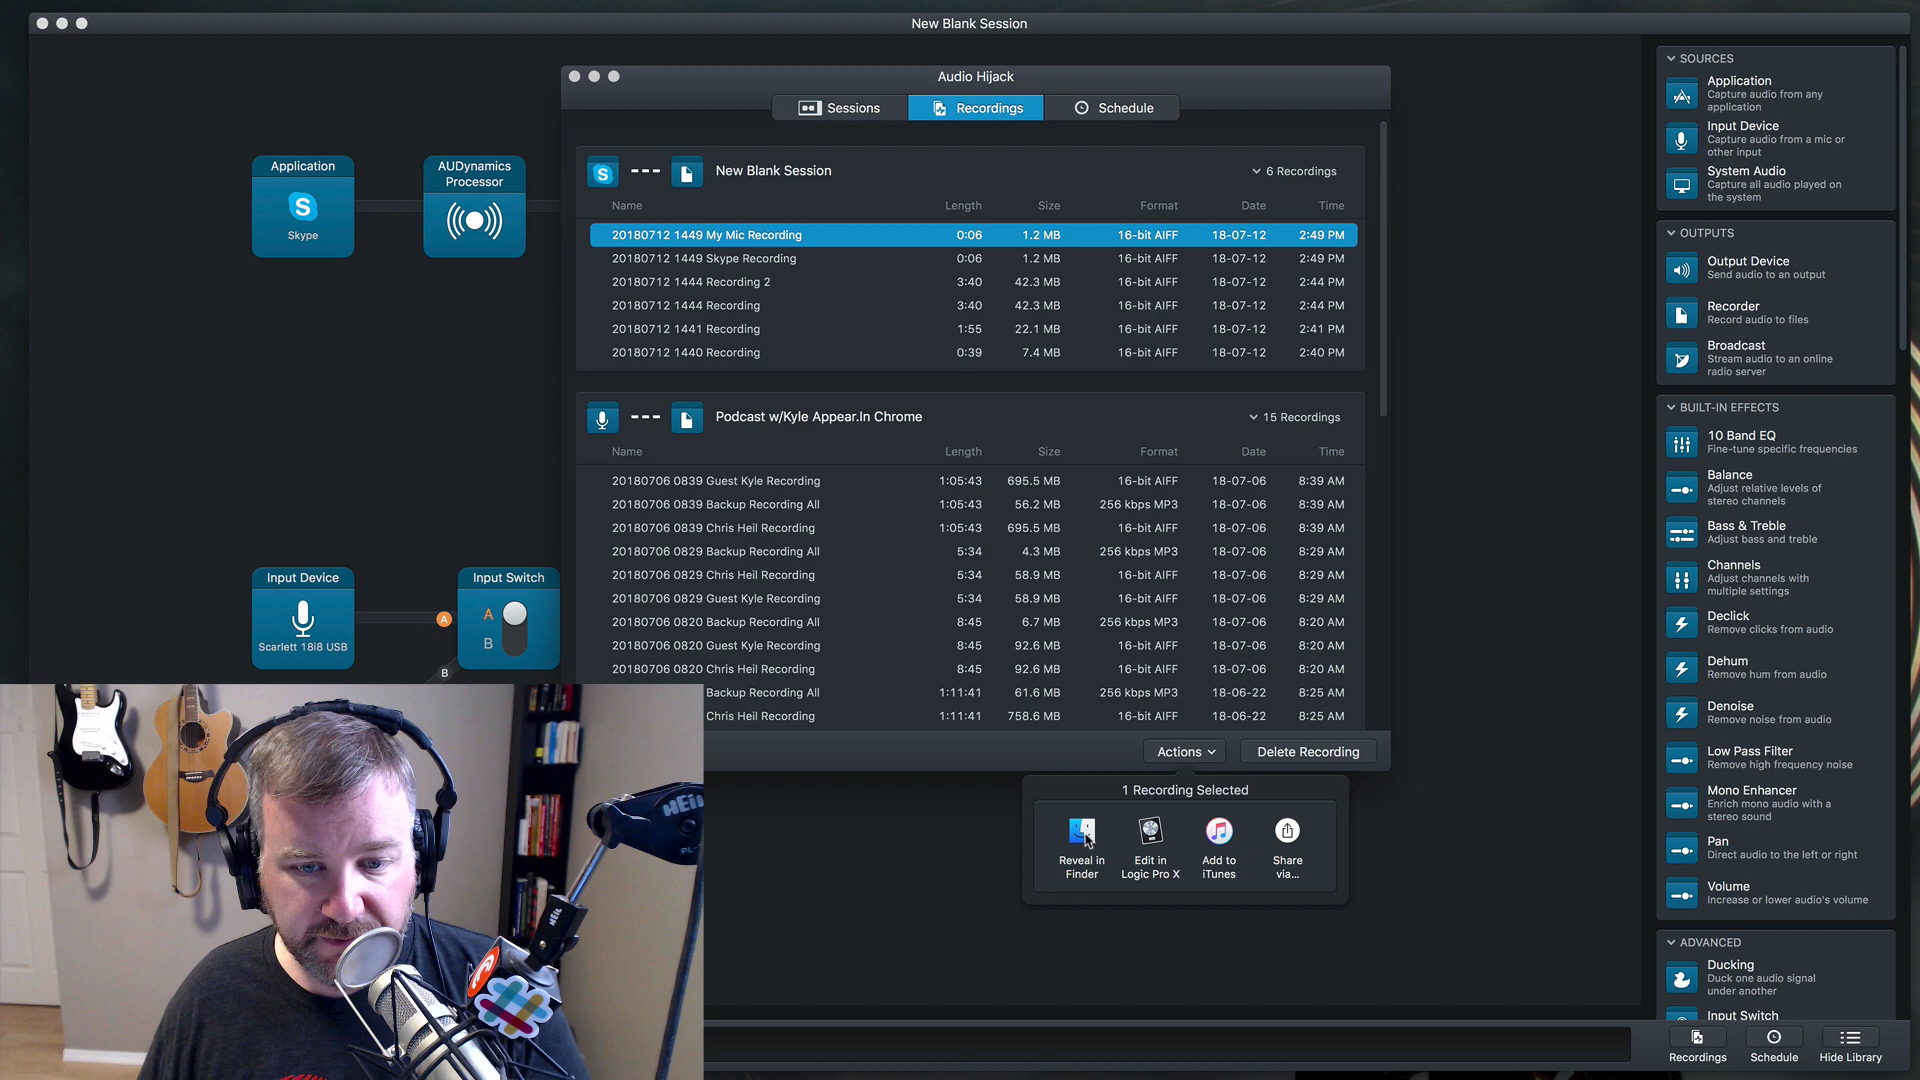 New Blank Session
Audio Hijack
Sessions
Recordings
Schedule
New Blank Session
6 Recordings
Name Length Size Format Date Time
20180712 1449 My Mic Recording 0:06 1.2 MB 16-bit AIFF 18-07-12 2:49 PM
20180712 1449 Skype Recording 0:06 1.2 MB 16-bit AIFF 18-07-12 2:49 PM
20180712 1444 Recording 2 3:40 42.3 MB 16-bit AIFF 18-07-12 2:44 PM
20180712 1444 Recording 3:40 42.3 MB 16-bit AIFF 18-07-12 2:44 PM
20180712 1441 Recording 1:55 22.1 MB 16-bit AIFF 18-07-12 2:41 PM
20180712 1440 Recording 0:39 7.4 MB 16-bit AIFF 18-07-12 2:40 PM
Podcast w/Kyle Appear.In Chrome
15 Recordings
Name Length Size Format Date Time
20180706 0839 Guest Kyle Recording 1:05:43 695.5 MB 16-bit AIFF 18-07-06 8:39 AM
20180706 0839 Backup Recording All 1:05:43 56.2 MB 256 kbps MP3 18-07-06 8:39 AM
20180706 0839 Chris Heil Recording 1:05:43 695.5 MB 16-bit AIFF 18-07-06 8:39 AM
20180706 0829 Backup Recording All 5:34 4.3 MB 256 kbps MP3 18-07-06 8:29 AM
20180706 0829 Chris Heil Recording 5:34 58.9 MB 16-bit AIFF 18-07-06 8:29 AM
20180706 0829 Guest Kyle Recording 5:34 58.9 MB 16-bit AIFF 18-07-06 8:29 AM
20180706 0820 Backup Recording All 8:45 6.7 MB 256 kbps MP3 18-07-06 8:20 AM
20180706 0820 Guest Kyle Recording 8:45 92.6 MB 16-bit AIFF 18-07-06 8:20 AM
20180706 0820 Chris Heil Recording 8:45 92.6 MB 16-bit AIFF 18-07-06 8:20 AM
Backup Recording All 1:11:41 61.6 MB 256 kbps MP3 18-06-22 8:25 AM
Chris Heil Recording 1:11:41 758.6 MB 16-bit AIFF 18-06-22 8:25 AM
Actions
Delete Recording
1 Recording Selected
Reveal in
Finder
Edit in
Logic Pro X
Add to
iTunes
Share
via...
Application
Skype
AUDynamics
Processor
Input Device
Scarlett 18i8 USB
A
Input Switch
A
B
B
HEIL
PL-
HEIL
SOURCES
Application
Capture audio from any
application
Input Device
Capture audio from a mic or
other input
System Audio
Capture all audio played on
the system
OUTPUTS
Output Device
Send audio to an output
Recorder
Record audio to files
Broadcast
Stream audio to an online
radio server
BUILT-IN EFFECTS
10 Band EQ
Fine-tune specific frequencies
Balance
Adjust relative levels of
stereo channels
Bass & Treble
Adjust bass and treble
Channels
Adjust channels with
multiple settings
Declick
Remove clicks from audio
Dehum
Remove hum from audio
Denoise
Remove noise from audio
Low Pass Filter
Remove high frequency noise
Mono Enhancer
Enrich mono audio with a
stereo sound
Pan
Direct audio to the left or right
Volume
Increase or lower audio's volume
ADVANCED
Ducking
Duck one audio signal
under another
Input Switch
Recordings
Schedule
Hide Library